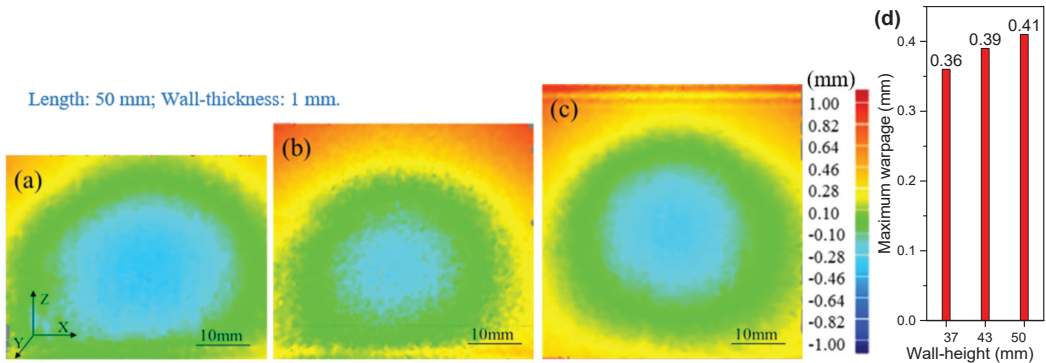 Length: 50 mm; Wall-thickness: 1 mm.
(a)
Z
X
Y
10mm
(b)
10mm
(c)
10mm
(mm)
1.00
0.82
0.64
0.46
0.28
0.10
-0.10
-0.28
-0.46
-0.64
-0.82
-1.00
(d)
Maximum warpage (mm)
0.4
0.3
0.2
0.1
0.0
0.36
0.39
0.41
37
43
50
Wall-height (mm)